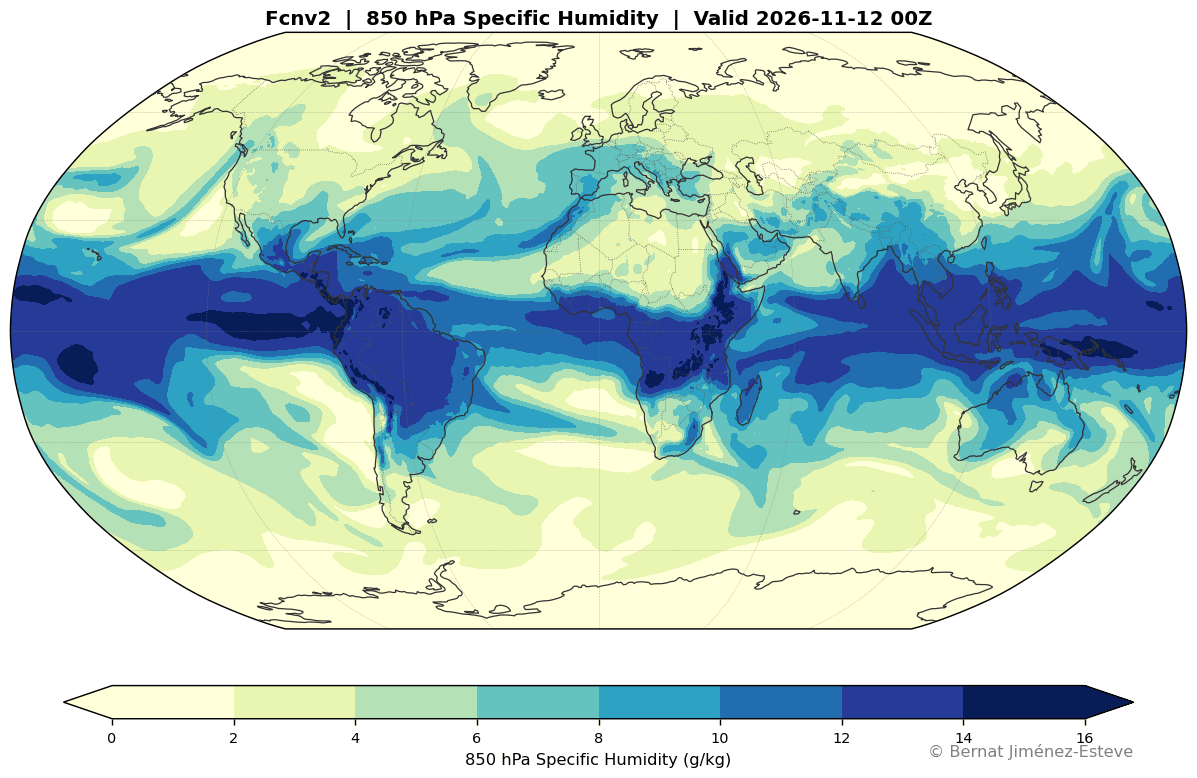 Fcnv2 | 850 hPa Specific Humidity | Valid 2026-11-12 00Z
0 2 4 6 8 10 12 14 16
850 hPa Specific Humidity (g/kg)
© Bernat Jiménez-Esteve